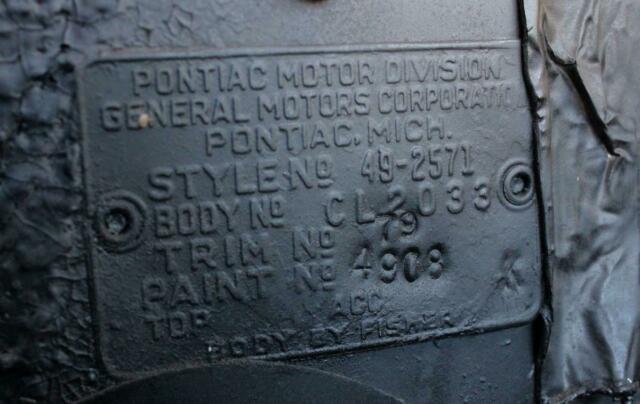 PONTIAC MOTOR DIVISION
GENERAL MOTORS CORPORATION
PONTIAC, MICH.
STYLE NO 49-2571
BODY NO CL2033
TRIM NO 79
PAINT NO 4908
TOP ACC
BODY BY FISHER